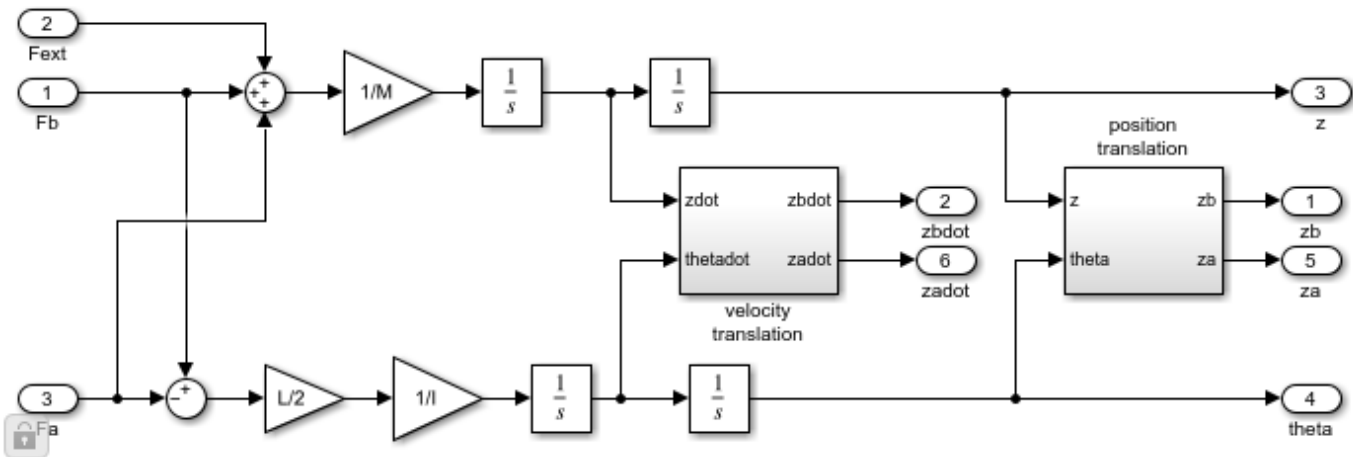 2
Fext
1
Fb
+
+
+
1/M
1
s
1
s
3
z
position
translation
zdot
thetadot
zbdot
zadot
velocity
translation
2
zbdot
6
zadot
z
theta
zb
za
1
zb
5
za
3
Fa
+
−
L/2
1/I
1
s
1
s
4
theta